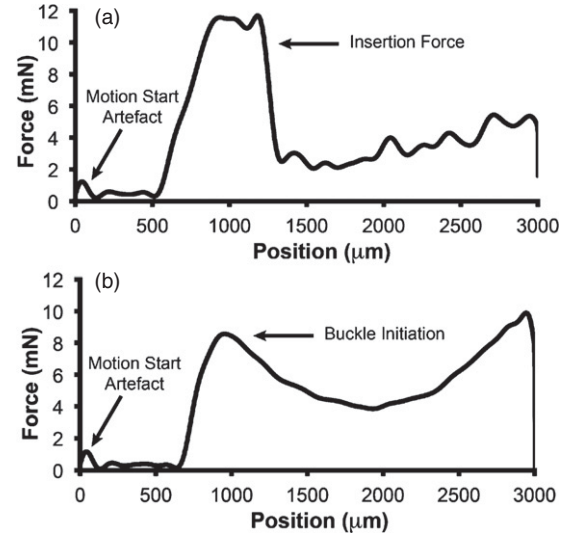 (a)
12
10
8
6
4
2
0
Force (mN)
Motion Start
Artefact
Insertion Force
0 500 1000 1500 2000 2500 3000
Position (μm)
(b)
12
10
8
6
4
2
0
Force (mN)
Motion Start
Artefact
Buckle Initiation
0 500 1000 1500 2000 2500 3000
Position (μm)